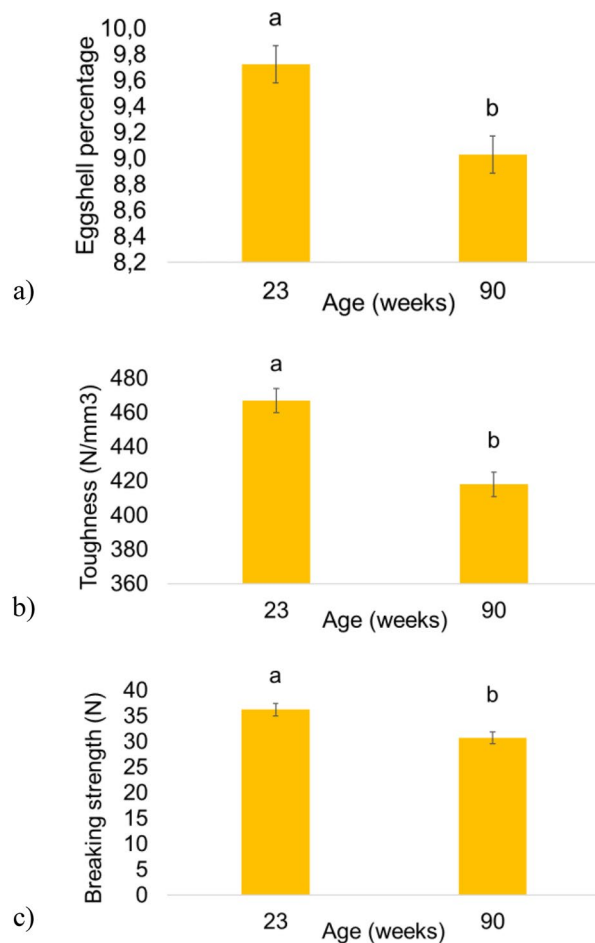 a
b
10,0
9,8
9,6
9,4
9,2
9,0
8,8
8,6
8,4
8,2
Eggshell percentage
23
90
Age (weeks)
a)
a
b
480
460
440
420
400
380
360
Toughness (N/mm3)
23
90
Age (weeks)
b)
a
b
40
35
30
25
20
15
10
5
0
Breaking strength (N)
23
90
Age (weeks)
c)